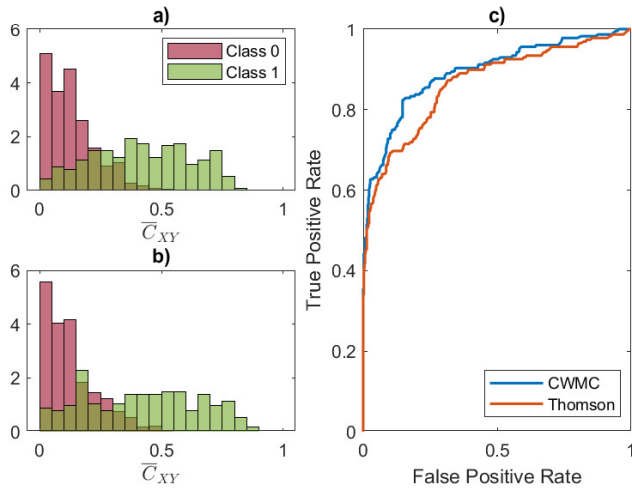 a)
6
4
2
0
Class 0
Class 1
0
0.5
1
C̅XY
b)
6
4
2
0
0
0.5
1
C̅XY
c)
1
0.8
0.6
0.4
0.2
0
True Positive Rate
CWMC
Thomson
0
0.5
1
False Positive Rate